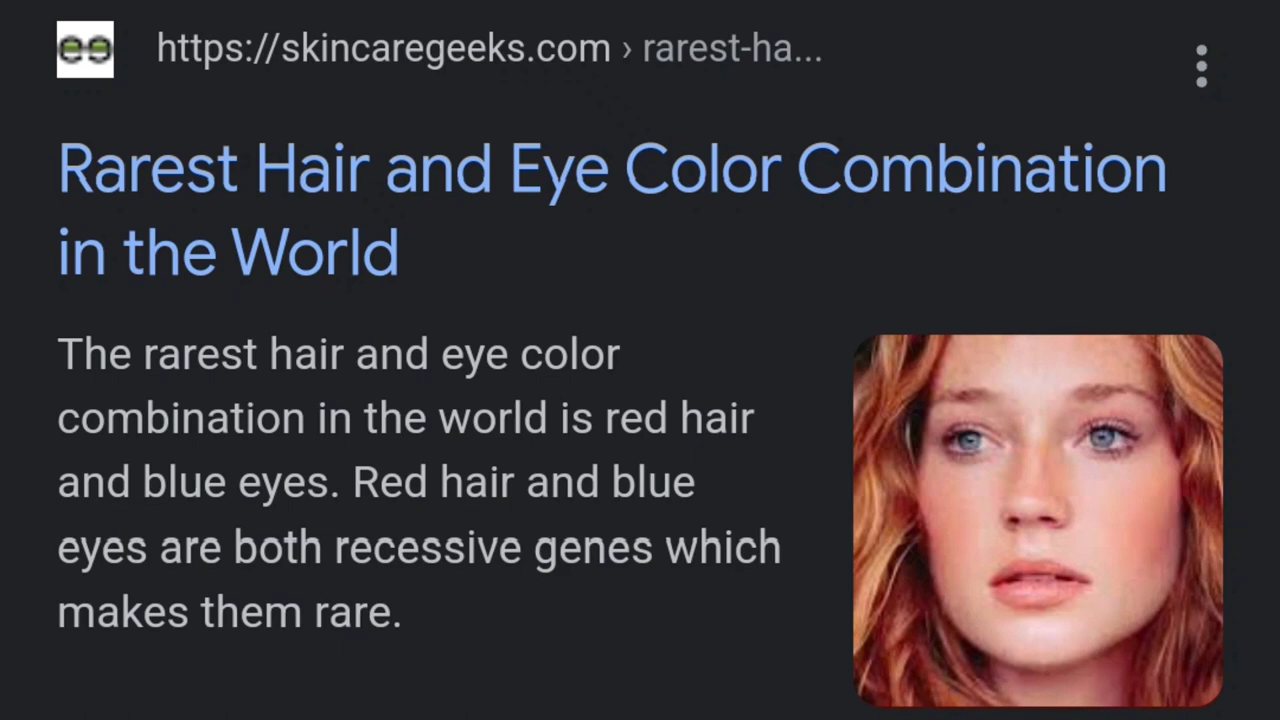 https://skincaregeeks.com › rarest-ha...
Rarest Hair and Eye Color Combination
in the World
The rarest hair and eye color
combination in the world is red hair
and blue eyes. Red hair and blue
eyes are both recessive genes which
makes them rare.